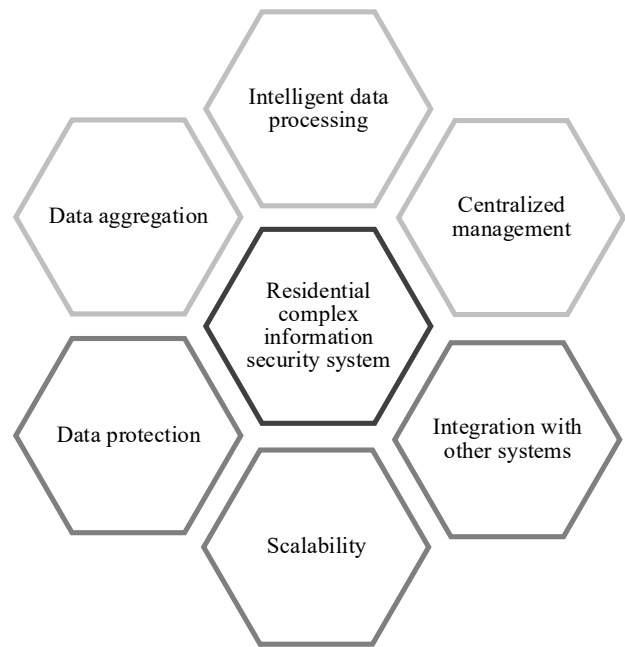 Intelligent data
processing
Data aggregation
Centralized
management
Residential
complex
information
security system
Data protection
Integration with
other systems
Scalability